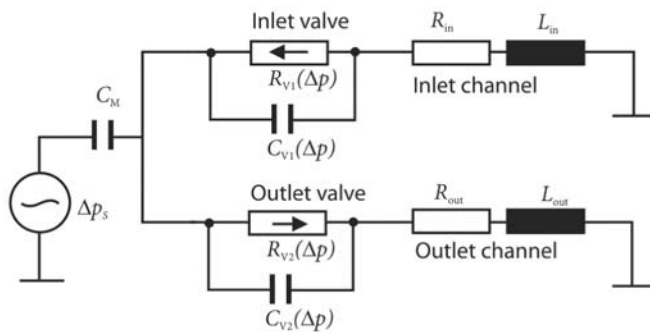 Inlet valve
R_in
L_in
R_V1(Δp)
Inlet channel
C_M
C_V1(Δp)
Δp_S
Outlet valve
R_out
L_out
R_V2(Δp)
Outlet channel
C_V2(Δp)